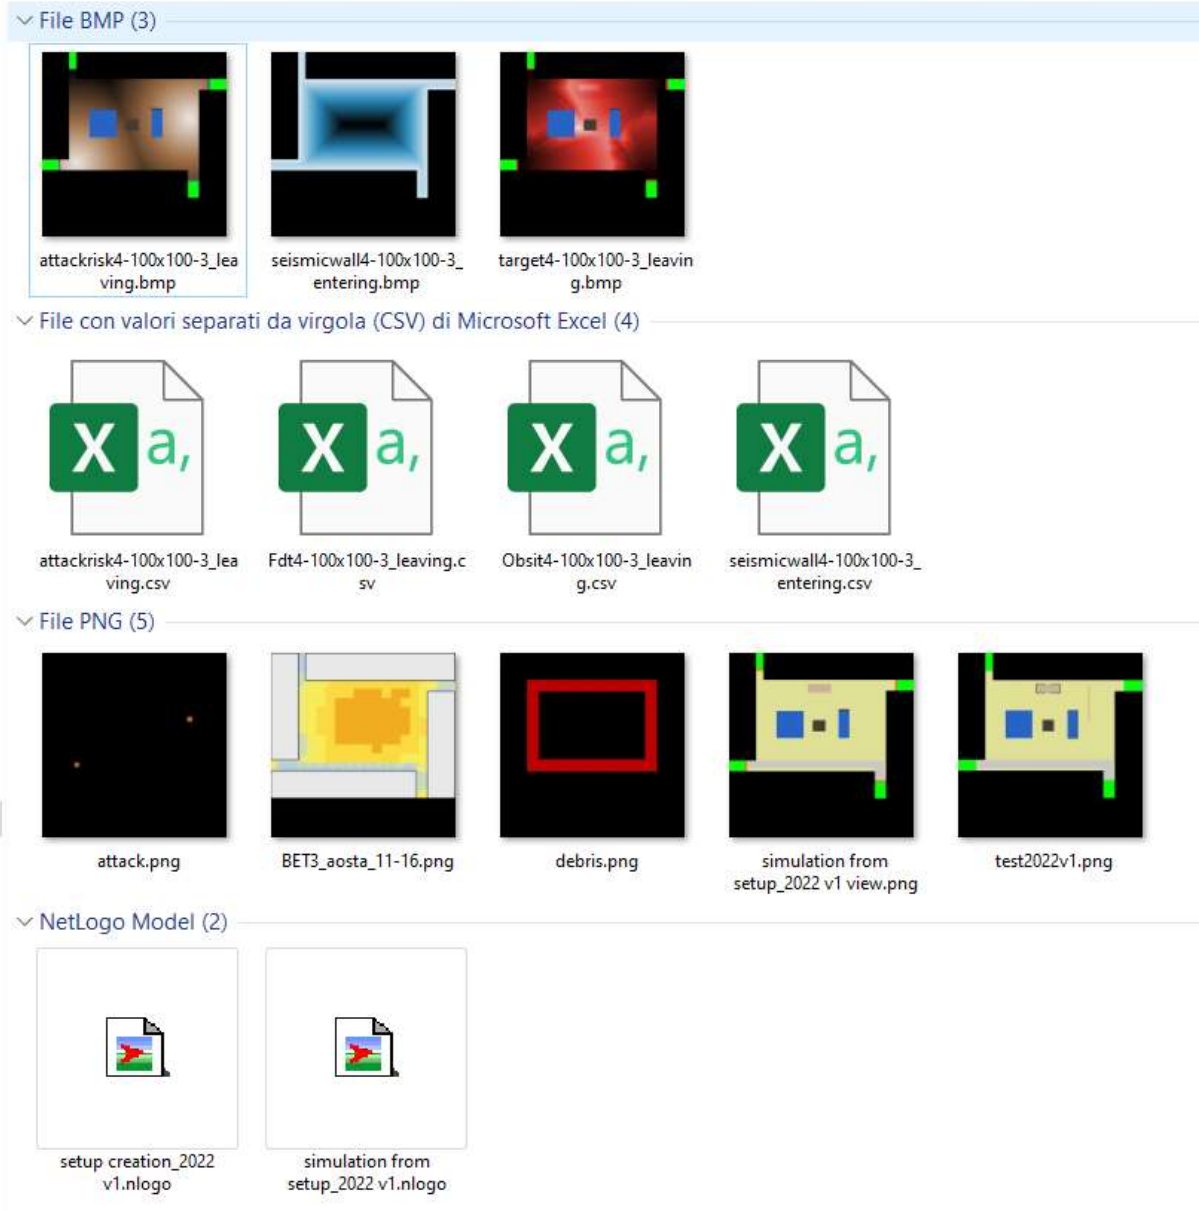 File BMP (3)
attackrisk4-100x100-3_lea
ving.bmp
seismicwall4-100x100-3_
entering.bmp
target4-100x100-3_leavin
g.bmp
File con valori separati da virgola (CSV) di Microsoft Excel (4)
X a,
X a,
X a,
X a,
attackrisk4-100x100-3_lea
ving.csv
Fdt4-100x100-3_leaving.c
sv
Obsit4-100x100-3_leavin
g.csv
seismicwall4-100x100-3_
entering.csv
File PNG (5)
attack.png
BET3_aosta_11-16.png
debris.png
simulation from
setup_2022 v1 view.png
test2022v1.png
NetLogo Model (2)
setup creation_2022
v1.nlogo
simulation from
setup_2022 v1.nlogo